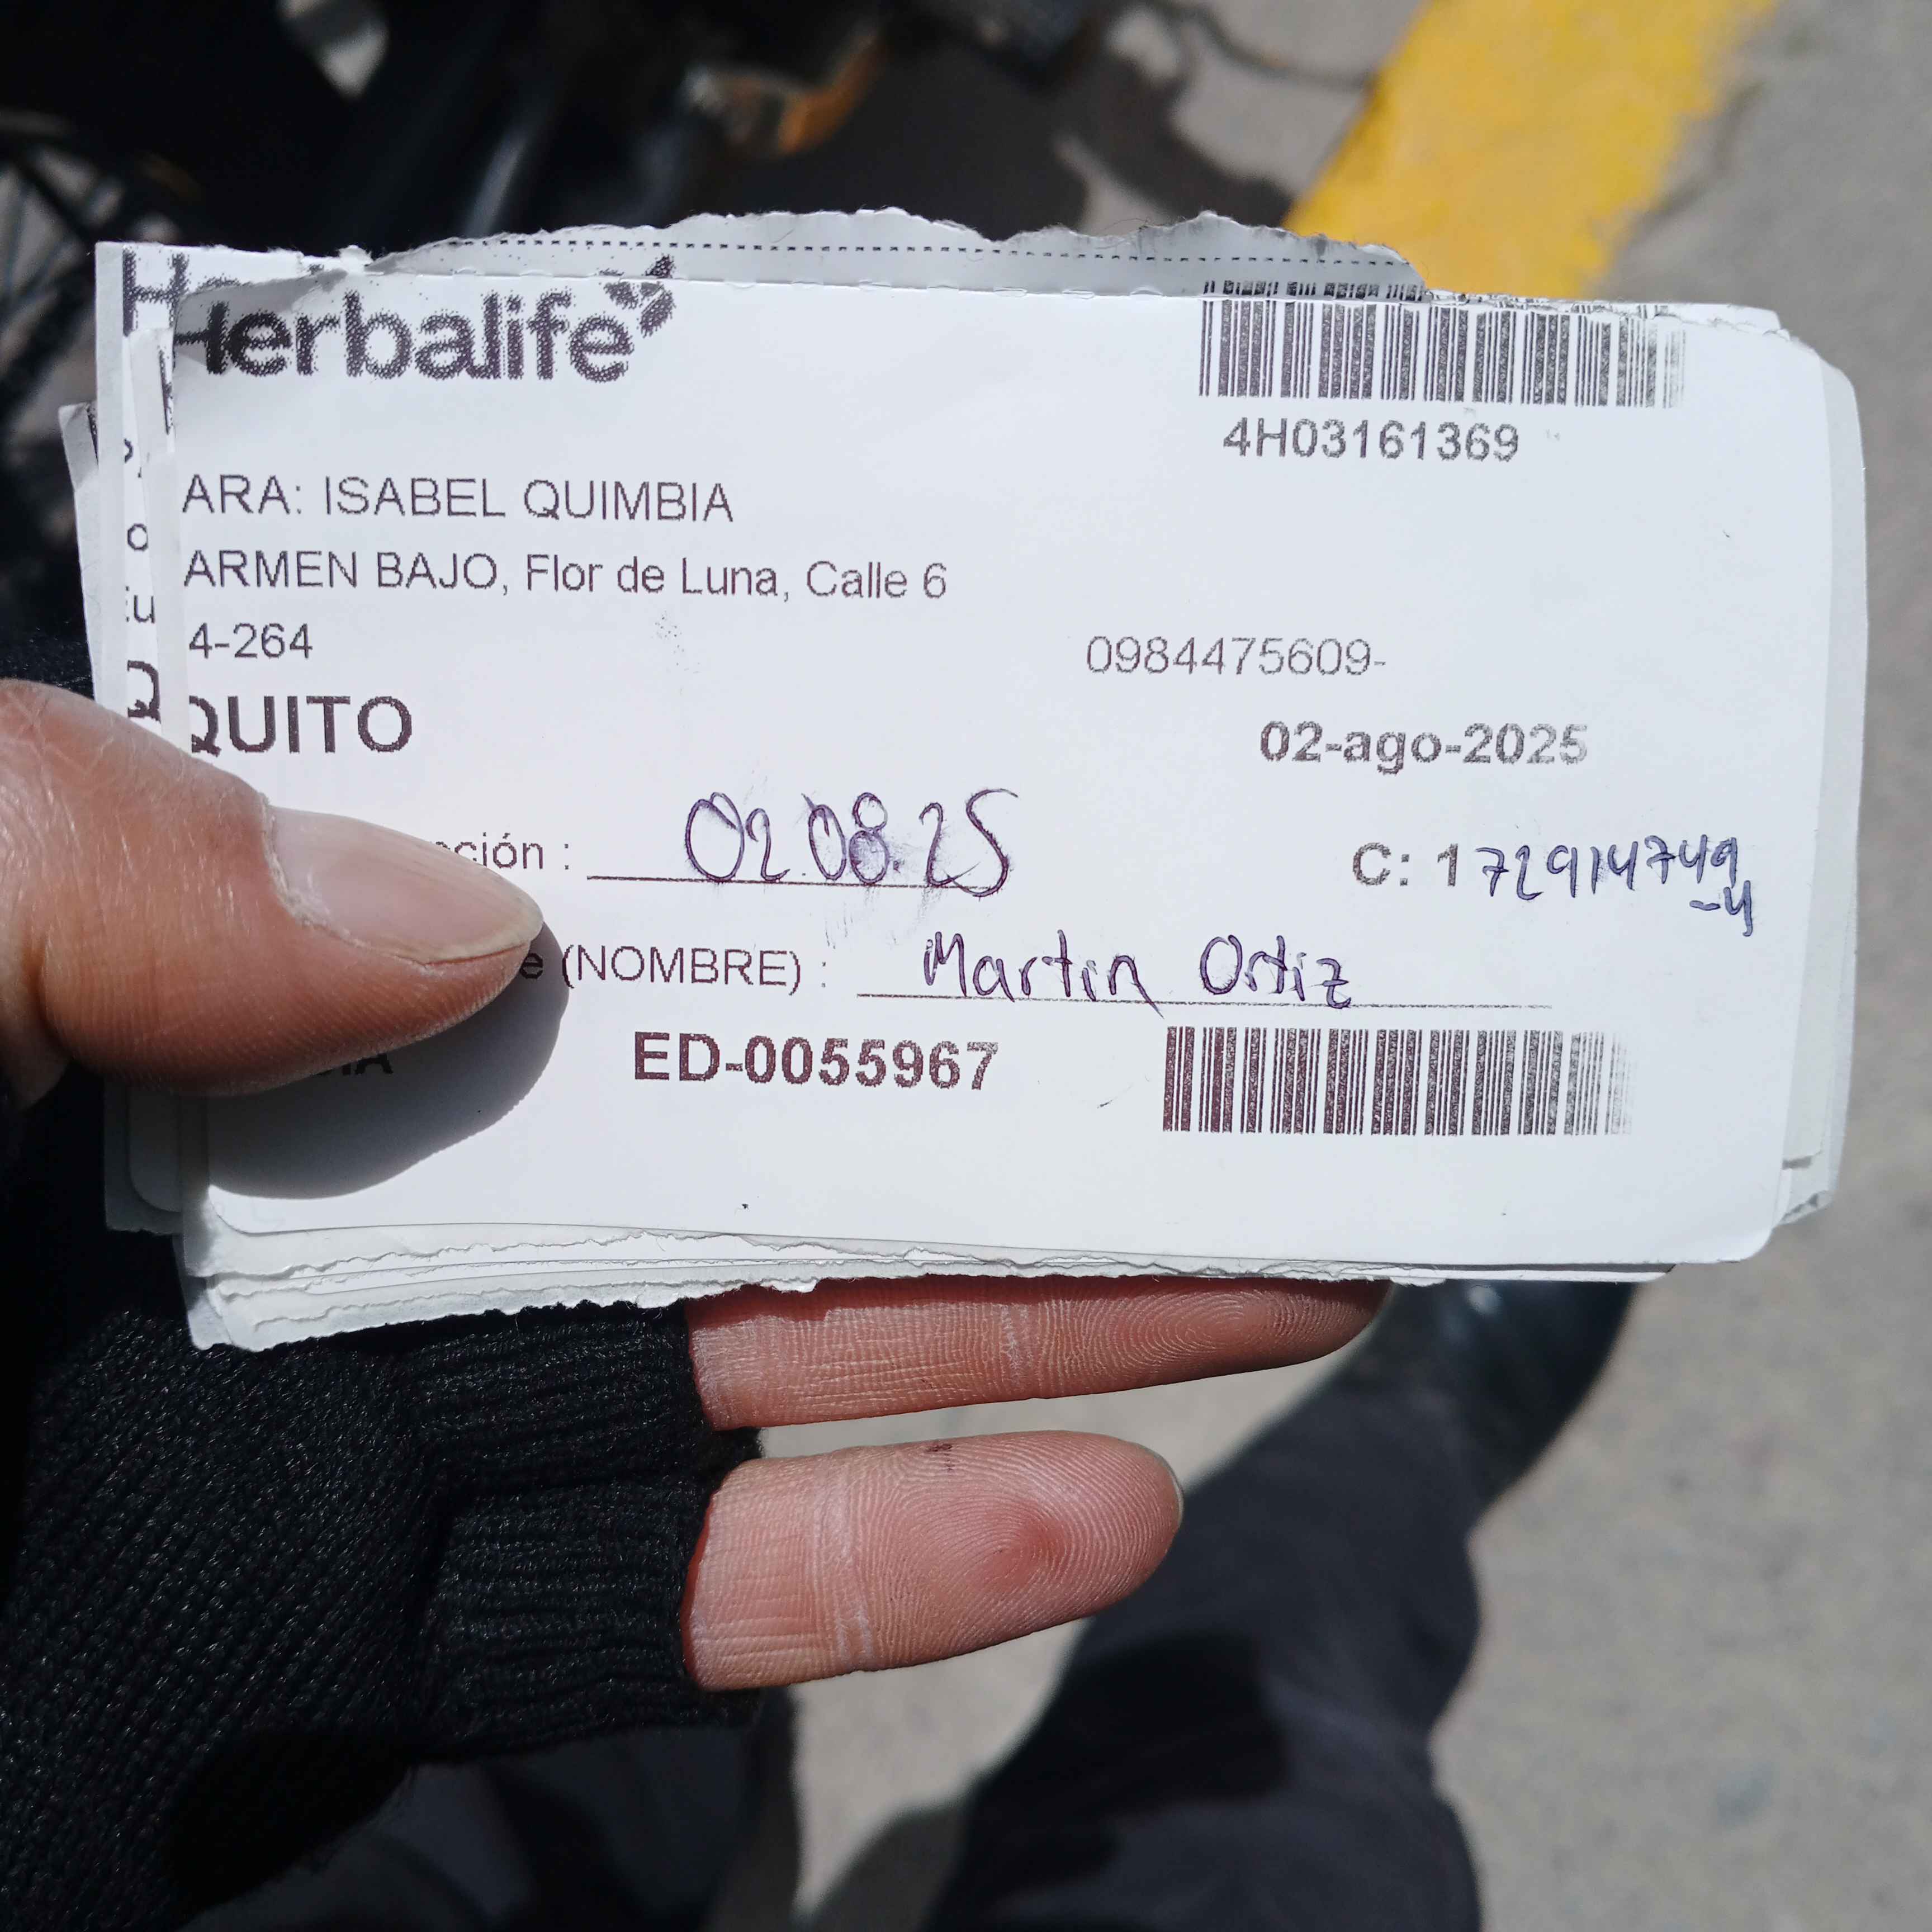 Herbalife
4H03161369
ARA: ISABEL QUIMBIA
ARMEN BAJO, Flor de Luna, Calle 6
4-264
0984475609-
QUITO
02-ago-2025
ción : 02.08.25
C: 172914749
-4
e (NOMBRE) : Martin Ortiz
ED-0055967